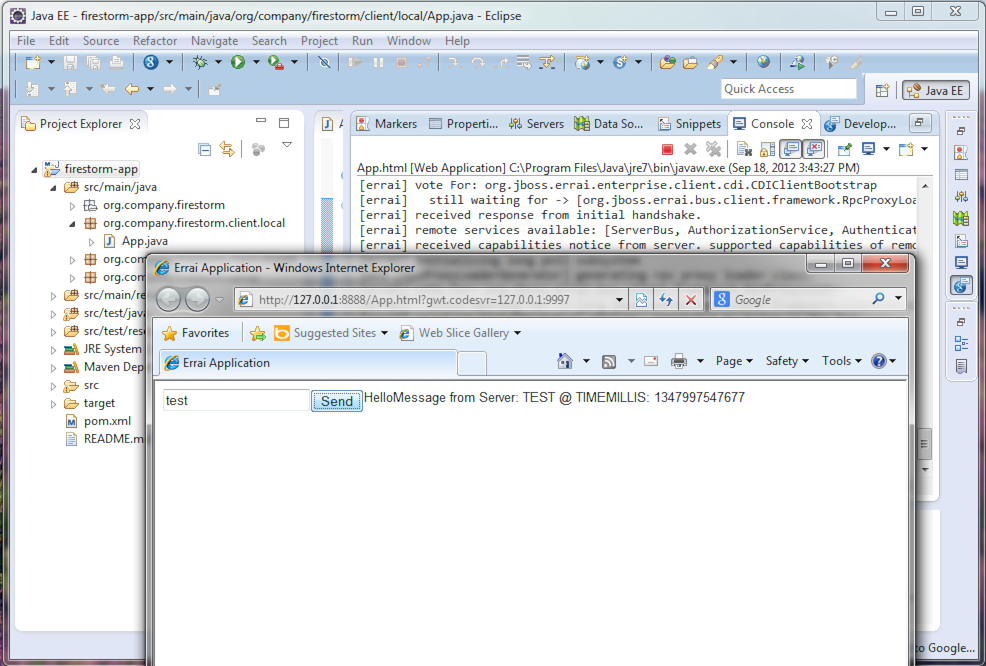 Java EE - firestorm-app/src/main/java/org/company/firestorm/client/local/App.java - Eclipse
File Edit Source Refactor Navigate Search Project Run Window Help
Quick Access
Java EE
Project Explorer
firestorm-app
src/main/java
org.company.firestorm
org.company.firestorm.client.local
App.java
org.com
org.com
src/main/re
src/test/java
src/test/reso
JRE System
Maven Dep
src
target
pom.xml
README.m
Markers Properti... Servers Data So... Snippets Console Develop...
App.html [Web Application] C:\Program Files\Java\jre7\bin\javaw.exe (Sep 18, 2012 3:43:27 PM)
[errai] vote For: org.jboss.errai.enterprise.client.cdi.CDIClientBootstrap
[errai]   still waiting for -> [org.jboss.errai.bus.client.framework.RpcProxyLoa
[errai] received response from initial handshake.
[errai] remote services available: [ServerBus, AuthorizationService, Authenticat
[errai] received capabilities notice from server. supported capabilities of remo
Errai Application - Windows Internet Explorer
http://127.0.0.1:8888/App.html?gwt.codesvr=127.0.0.1:9997
Google
Favorites Suggested Sites Web Slice Gallery
Errai Application
Page Safety Tools
test Send HelloMessage from Server: TEST @ TIMEMILLIS: 1347997547677
to Google...